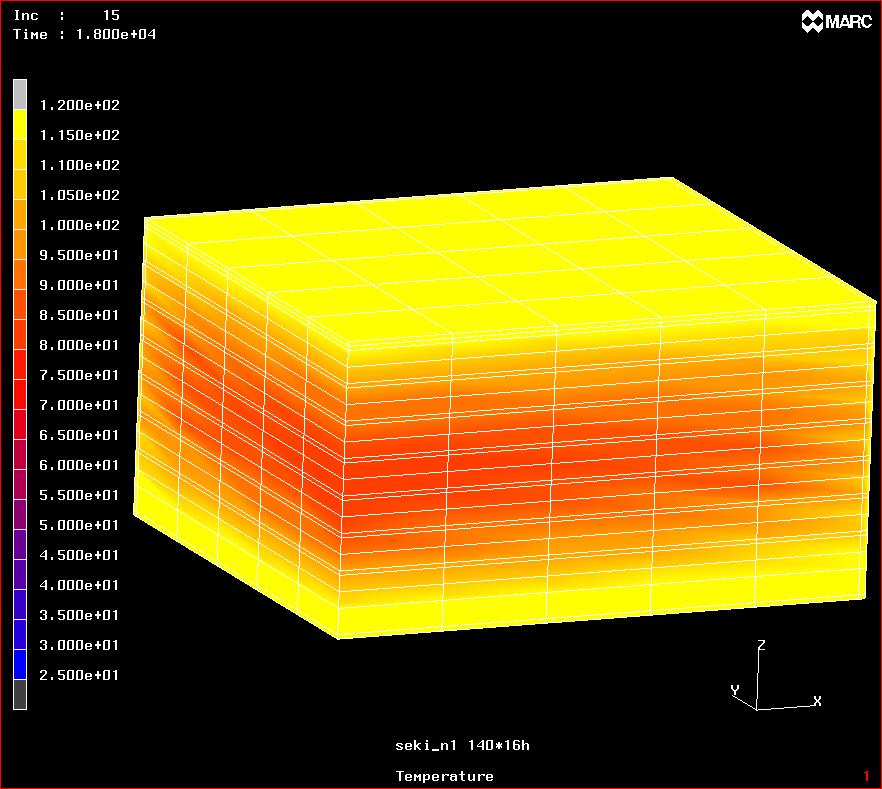 Inc : 15
Time : 1.800e+04
MARC
1.200e+02
1.150e+02
1.100e+02
1.050e+02
1.000e+02
9.500e+01
9.000e+01
8.500e+01
8.000e+01
7.500e+01
7.000e+01
6.500e+01
6.000e+01
5.500e+01
5.000e+01
4.500e+01
4.000e+01
3.500e+01
3.000e+01
2.500e+01
Z
Y
X
seki_n1 140*16h
Temperature
1